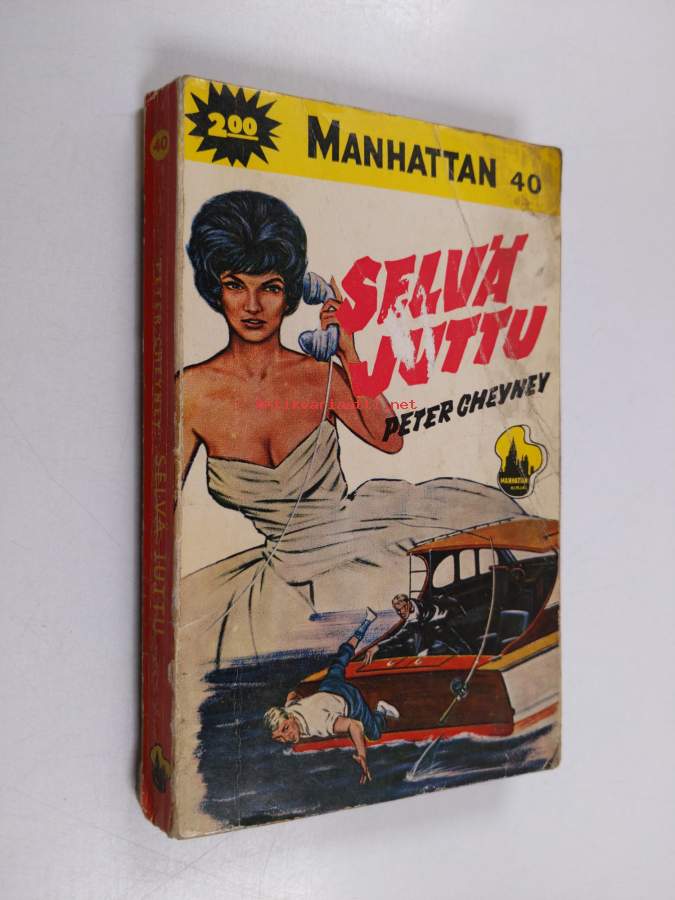 2.00
MANHATTAN 40
SELVÄ
JUTTU
PETER CHEYNEY
MANHATTAN
40
PETER CHEYNEY: SELVÄ JUTTU
antikvariaatti.net